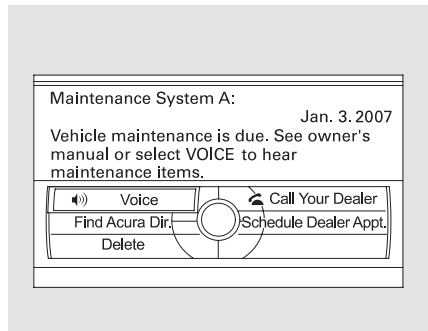 Maintenance System A:
Jan. 3. 2007
Vehicle maintenance is due. See owner's
manual or select VOICE to hear
maintenance items.
Voice
Call Your Dealer
Find Acura Dlr.
Schedule Dealer Appt.
Delete